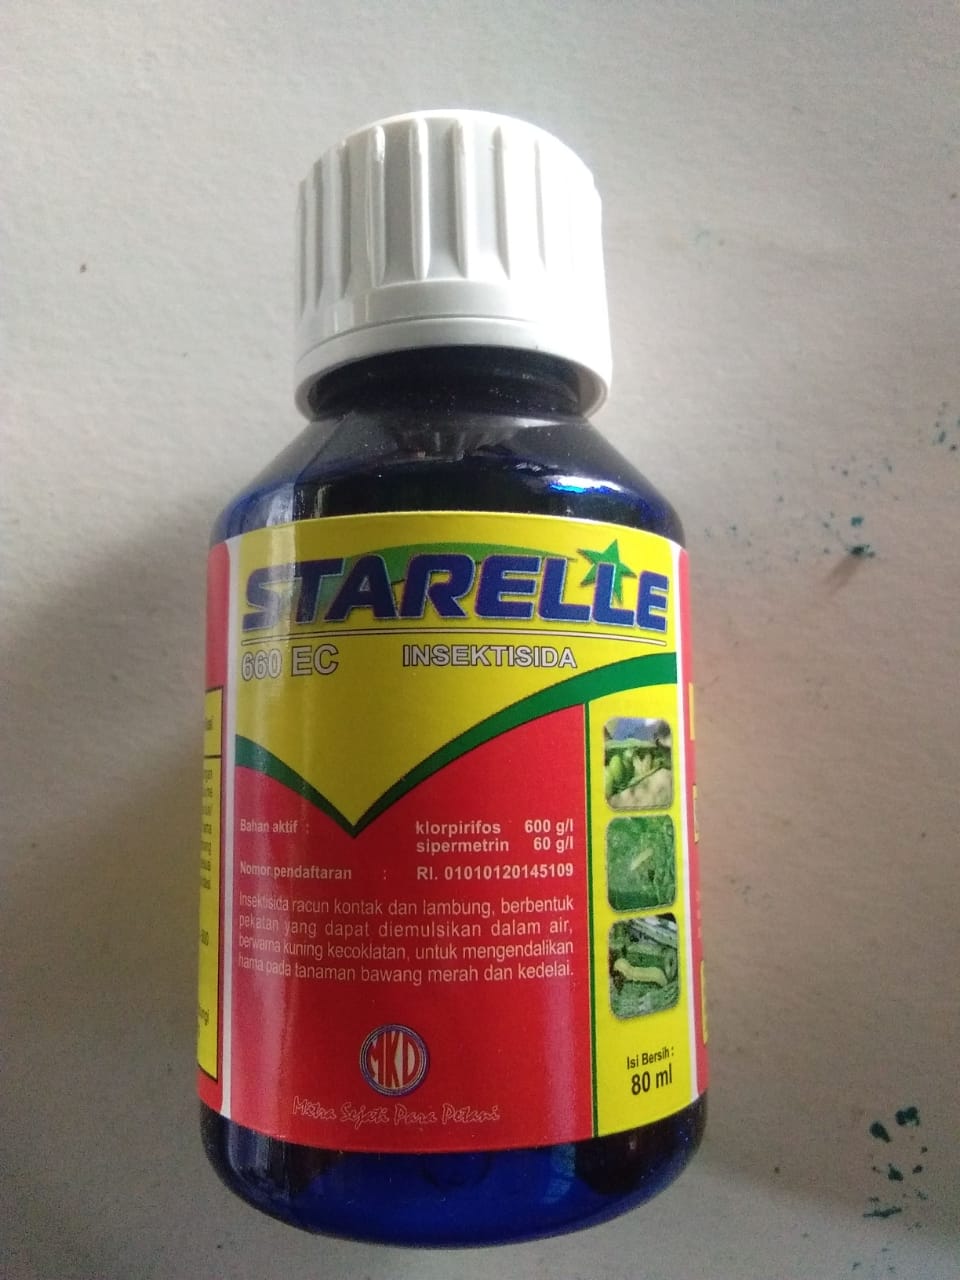 STARELLE
660 EC INSEKTISIDA
Bahan aktif : klorpirifos 600 g/l
sipermetrin 60 g/l
Nomor pendaftaran : RI. 01010120145109
Insektisida racun kontak dan lambung, berbentuk
pekatan yang dapat diemulsikan dalam air,
berwarna kuning kecoklatan, untuk mengendalikan
hama pada tanaman bawang merah dan kedelai.
MKD
Mitra Sejati Para Petani
Isi Bersih :
80 ml